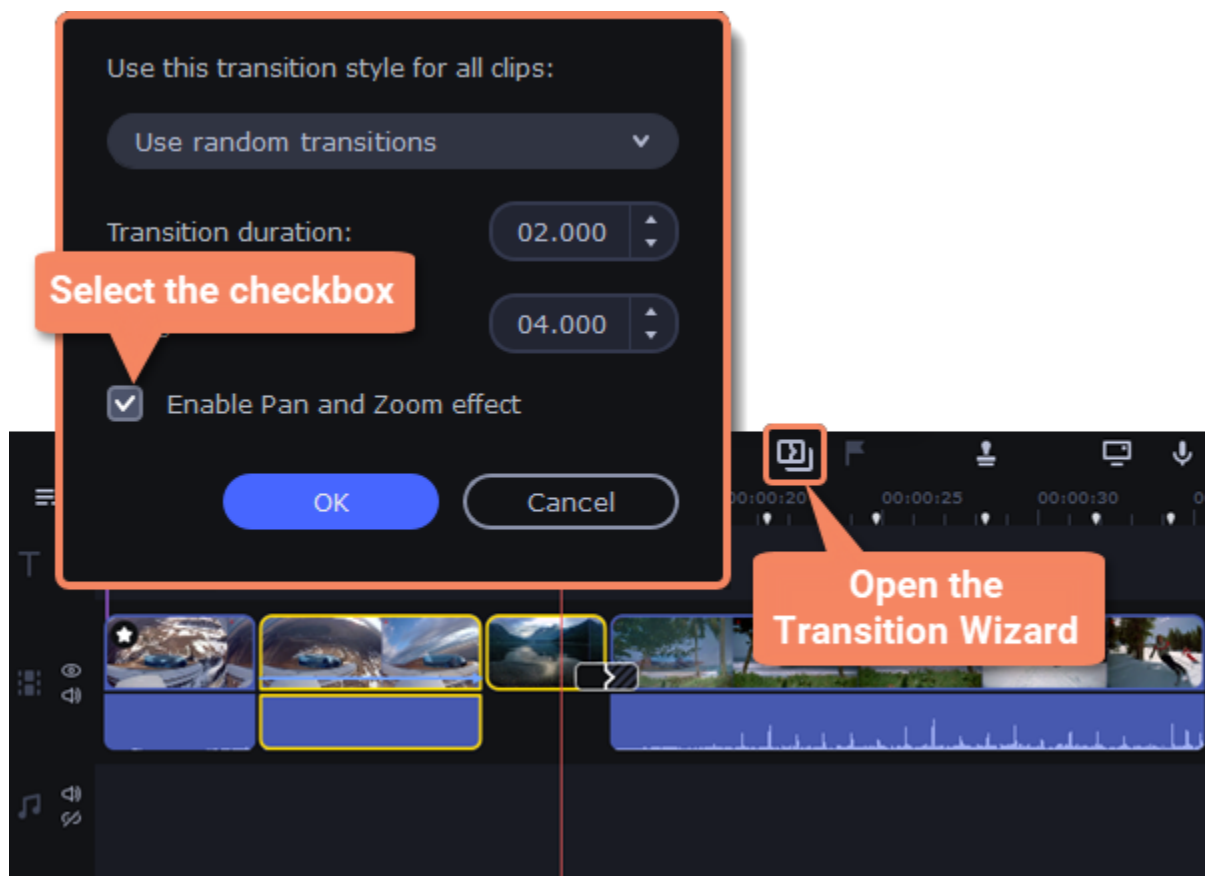 Use this transition style for all clips:
Use random transitions
Transition duration:
02.000
Select the checkbox
04.000
Enable Pan and Zoom effect
OK
Cancel
00:00:20
00:00:25
00:00:30
Open the
Transition Wizard